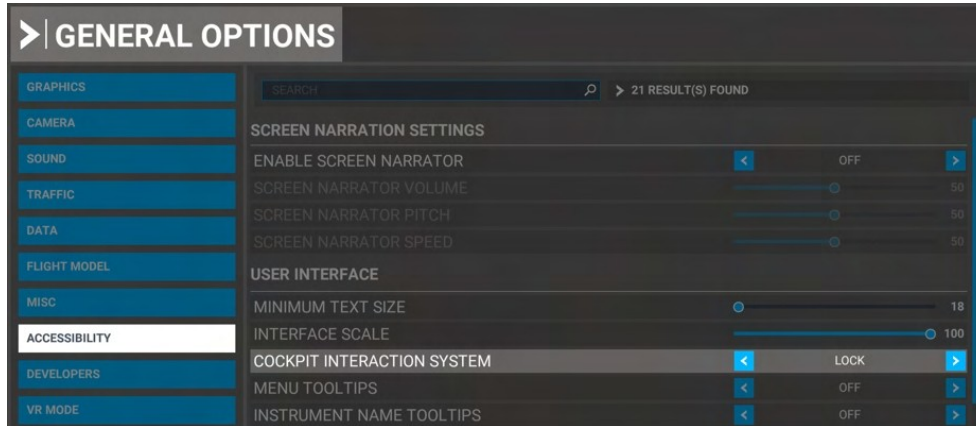 GENERAL OPTIONS
GRAPHICS
CAMERA
SOUND
TRAFFIC
DATA
FLIGHT MODEL
MISC
ACCESSIBILITY
DEVELOPERS
VR MODE
SEARCH
21 RESULT(S) FOUND
SCREEN NARRATION SETTINGS
ENABLE SCREEN NARRATOR OFF
SCREEN NARRATOR VOLUME 50
SCREEN NARRATOR PITCH 50
SCREEN NARRATOR SPEED 50
USER INTERFACE
MINIMUM TEXT SIZE 18
INTERFACE SCALE 100
COCKPIT INTERACTION SYSTEM LOCK
MENU TOOLTIPS OFF
INSTRUMENT NAME TOOLTIPS OFF